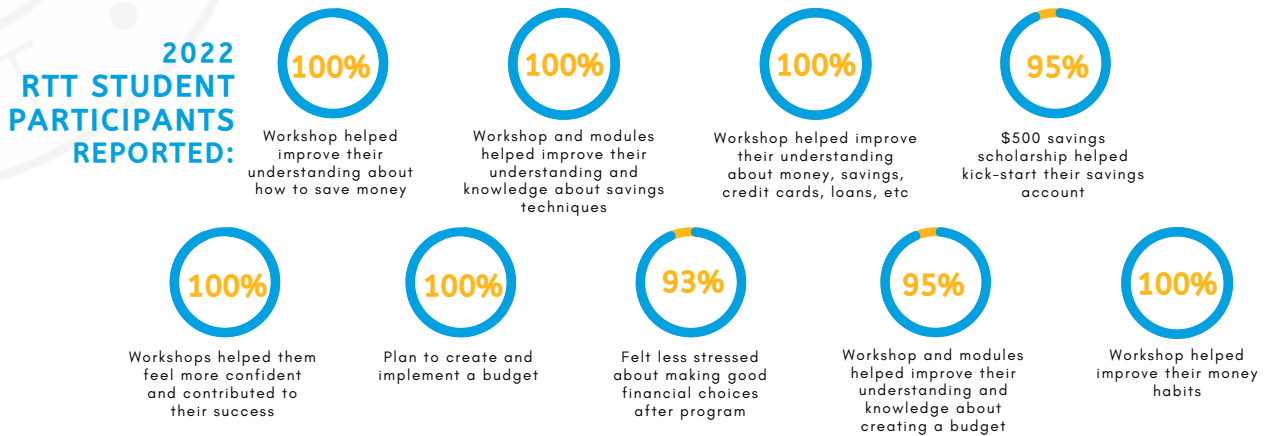 2022
RTT STUDENT
PARTICIPANTS
REPORTED:
100%
Workshop helped
improve their
understanding about
how to save money
100%
Workshop and modules
helped improve their
understanding and
knowledge about savings
techniques
100%
Workshop helped improve
their understanding
about money, savings,
credit cards, loans, etc
95%
$500 savings
scholarship helped
kick-start their savings
account
100%
Workshops helped them
feel more confident
and contributed to
their success
100%
Plan to create and
implement a budget
93%
Felt less stressed
about making good
financial choices
after program
95%
Workshop and modules
helped improve their
understanding and
knowledge about
creating a budget
100%
Workshop helped
improve their money
habits